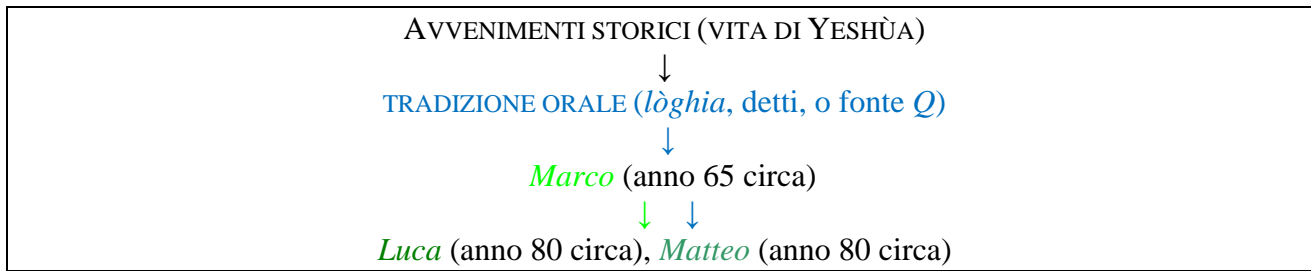 AVVENIMENTI STORICI (VITA DI YESHÙA)
↓
TRADIZIONE ORALE (lòghia, detti, o fonte Q)
↓
Marco (anno 65 circa)
↓ ↓
Luca (anno 80 circa), Matteo (anno 80 circa)